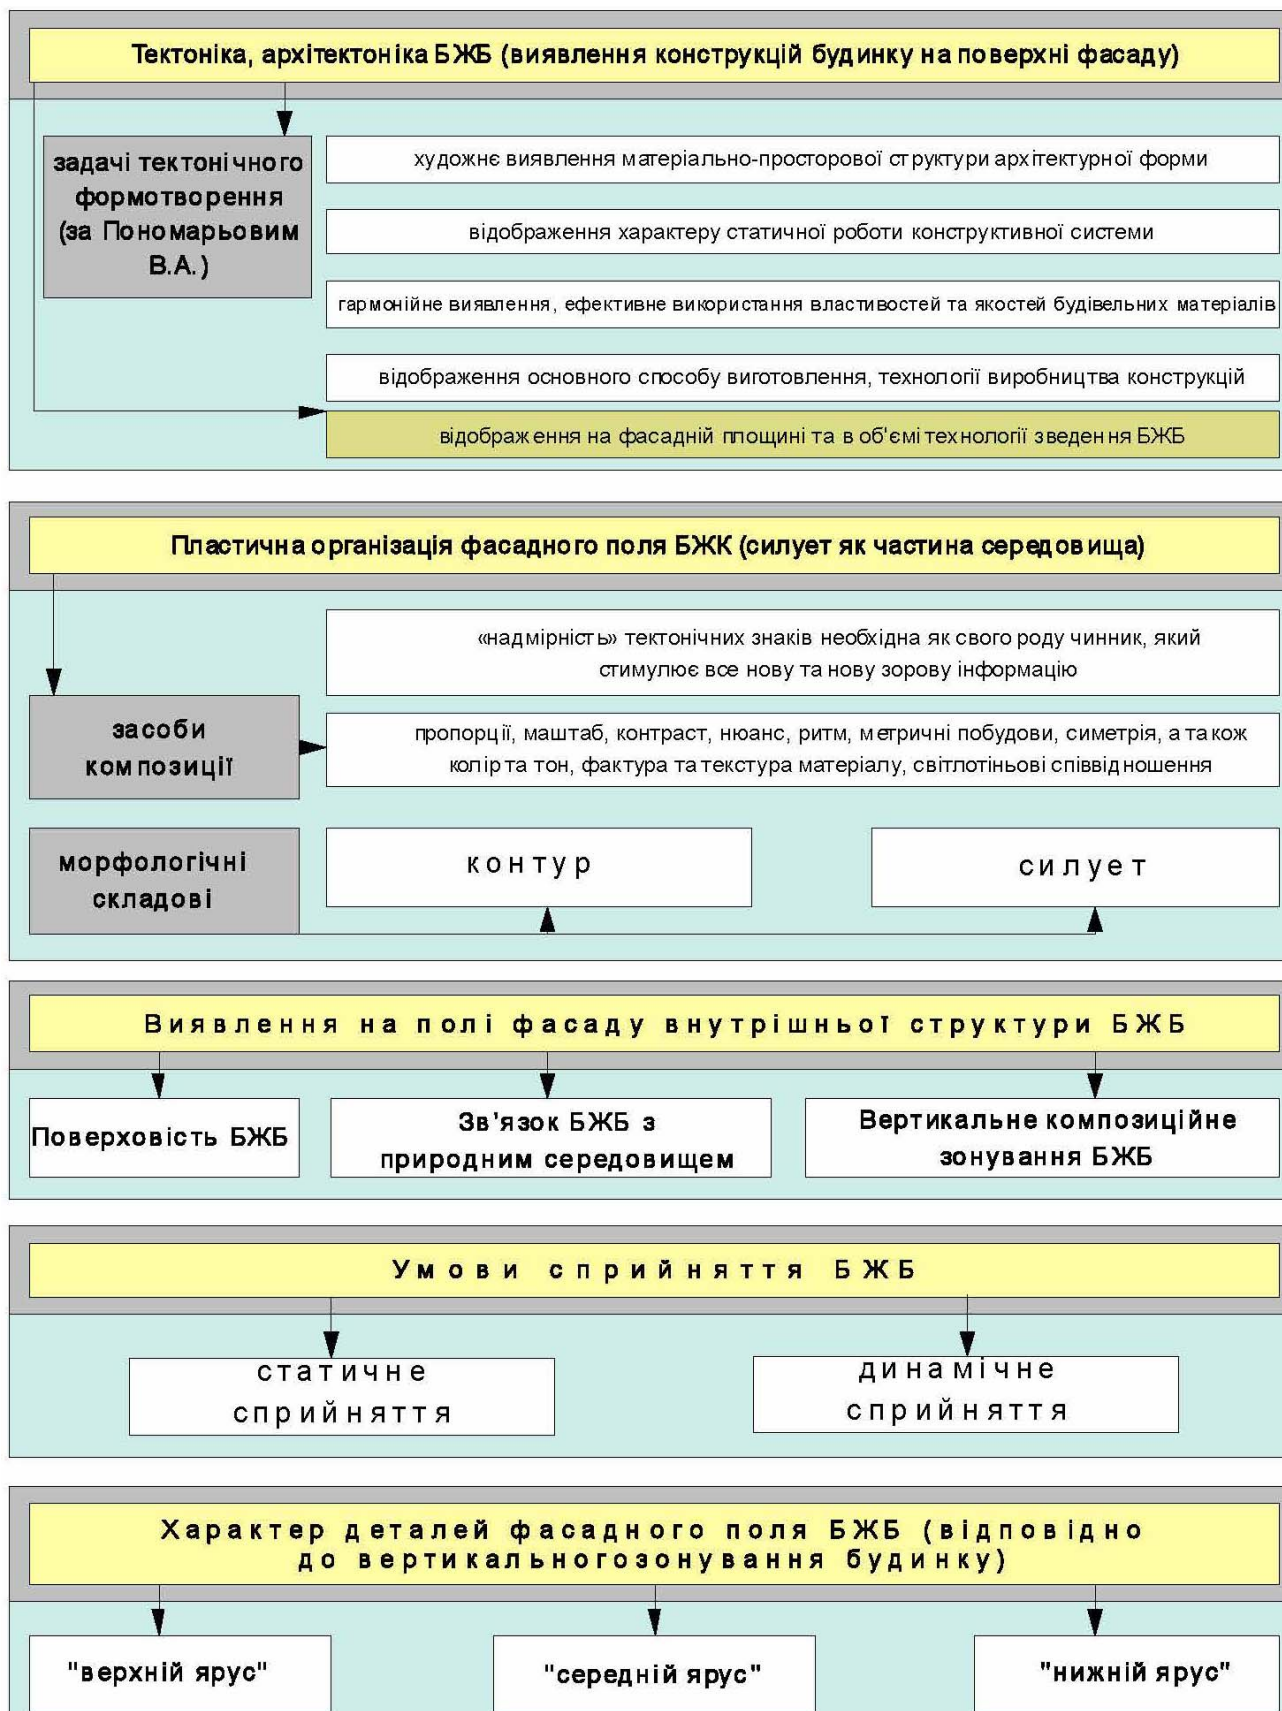 Тектоніка, архітектоніка БЖБ (виявлення конструкцій будинку на поверхні фасаду)
задачі тектонічного
формотворення
(за Пономарьовим
В.А.)
художнє виявлення матеріально-просторової структури архітектурної форми
відображення характеру статичної роботи конструктивної системи
гармонійне виявлення, ефективне використання властивостей та якостей будівельних матеріалів
відображення основного способу виготовлення, технології виробництва конструкцій
відображення на фасадній площині та в об'ємі технології зведення БЖБ
Пластична організація фасадного поля БЖК (силует як частина середовища)
«надмірність» тектонічних знаків необхідна як свого роду чинник, який
стимулює все нову та нову зорову інформацію
засоби
композиції
пропорції, маштаб, контраст, нюанс, ритм, метричні побудови, симетрія, а також
колір та тон, фактура та текстура матеріалу, світлотіньові співвідношення
морфологічні
складові
контур
силует
Виявлення на полі фасаду внутрішньої структури БЖБ
Поверховість БЖБ
Зв'язок БЖБ з
природним середовищем
Вертикальне композиційне
зонування БЖБ
Умови сприйняття БЖБ
статичне
сприйняття
динамічне
сприйняття
Характер деталей фасадного поля БЖБ (відповідно
до вертикальногозонування будинку)
"верхній ярус"
"середній ярус"
"нижній ярус"